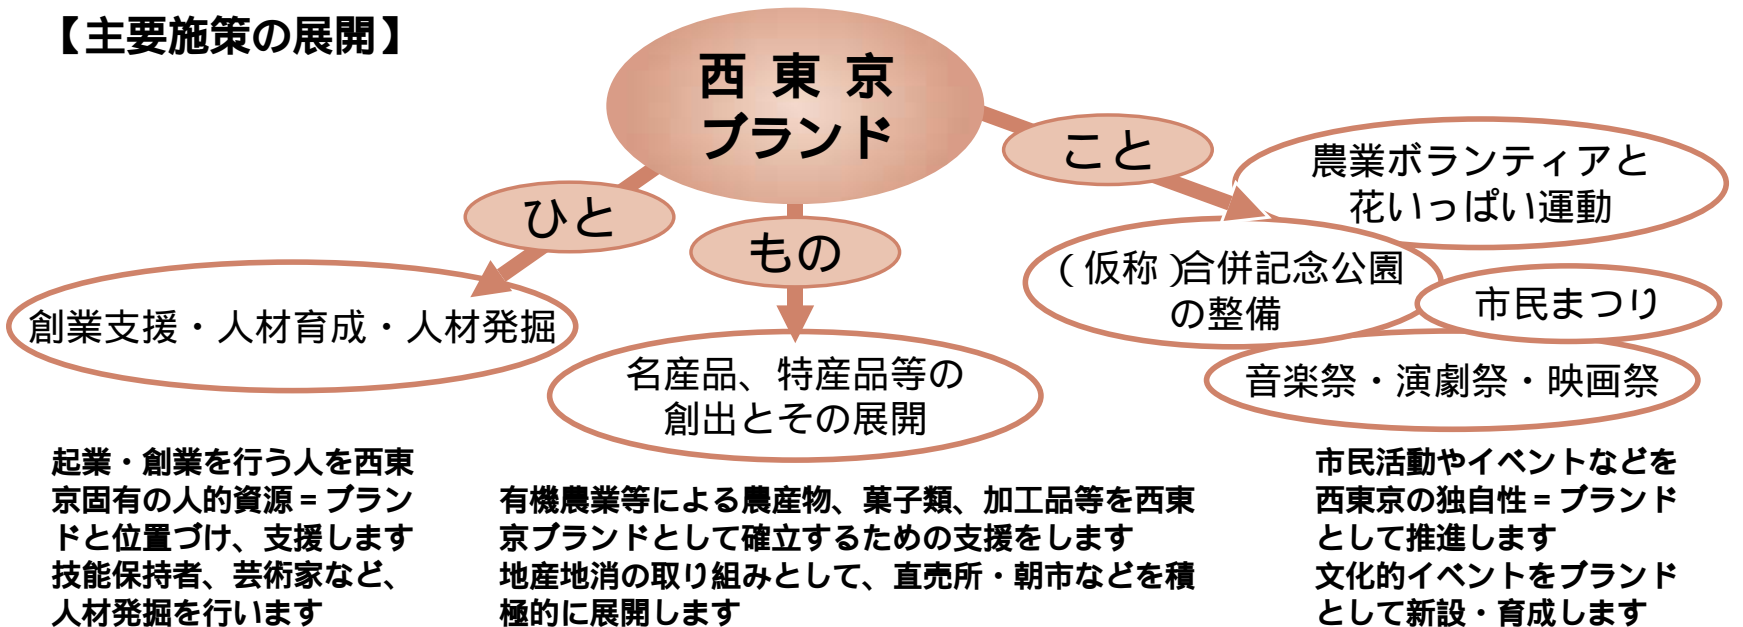 【主要施策の展開】
西東京
ブランド
ひと
もの
こと
創業支援・人材育成・人材発掘
名産品、特産品等の
創出とその展開
農業ボランティアと
花いっぱい運動
(仮称)合併記念公園
の整備
市民まつり
音楽祭・演劇祭・映画祭
起業・創業を行う人を西東
京固有の人的資源=ブラン
ドと位置づけ、支援します
技能保持者、芸術家など、
人材発掘を行います
有機農業等による農産物、菓子類、加工品等を西東
京ブランドとして確立するための支援をします
地産地消の取り組みとして、直売所・朝市などを積
極的に展開します
市民活動やイベントなどを
西東京の独自性=ブランド
として推進します
文化的イベントをブランド
として新設・育成します